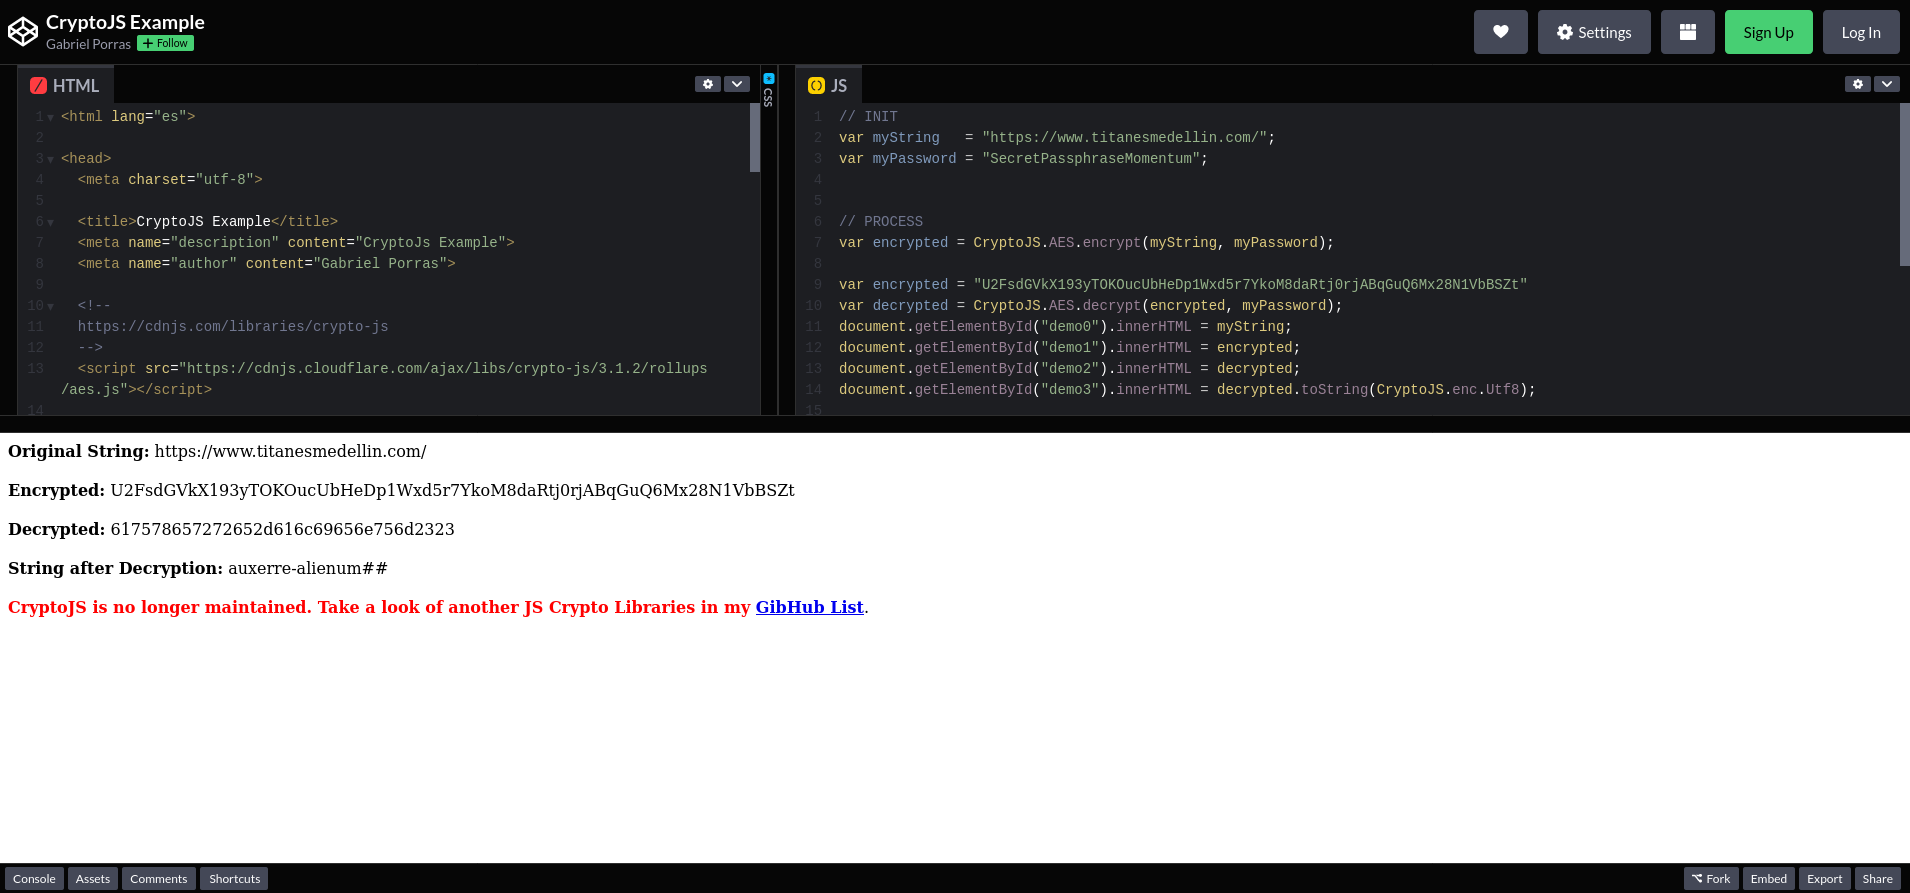 CryptoJS Example
Gabriel Porras + Follow
Settings
Sign Up
Log In
HTML
1 <html lang="es">
2
3 <head>
4 <meta charset="utf-8">
5
6 <title>CryptoJS Example</title>
7 <meta name="description" content="CryptoJs Example">
8 <meta name="author" content="Gabriel Porras">
9
10 <!--
11 https://cdnjs.com/libraries/crypto-js
12 -->
13 <script src="https://cdnjs.cloudflare.com/ajax/libs/crypto-js/3.1.2/rollups
/aes.js"></script>
14
CSS
JS
1 // INIT
2 var myString   = "https://www.titanesmedellin.com/";
3 var myPassword = "SecretPassphraseMomentum";
4
5
6 // PROCESS
7 var encrypted = CryptoJS.AES.encrypt(myString, myPassword);
8
9 var encrypted = "U2FsdGVkX193yTOKOucUbHeDp1Wxd5r7YkoM8daRtj0rjABqGuQ6Mx28N1VbBSZt"
10 var decrypted = CryptoJS.AES.decrypt(encrypted, myPassword);
11 document.getElementById("demo0").innerHTML = myString;
12 document.getElementById("demo1").innerHTML = encrypted;
13 document.getElementById("demo2").innerHTML = decrypted;
14 document.getElementById("demo3").innerHTML = decrypted.toString(CryptoJS.enc.Utf8);
15
Original String: https://www.titanesmedellin.com/
Encrypted: U2FsdGVkX193yTOKOucUbHeDp1Wxd5r7YkoM8daRtj0rjABqGuQ6Mx28N1VbBSZt
Decrypted: 617578657272652d616c69656e756d2323
String after Decryption: auxerre-alienum##
CryptoJS is no longer maintained. Take a look of another JS Crypto Libraries in my GibHub List.
Console
Assets
Comments
Shortcuts
Fork
Embed
Export
Share